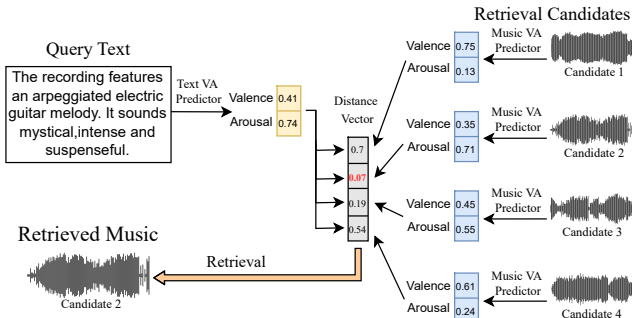 Retrieval Candidates
Query Text
The recording features
an arpeggiated electric
guitar melody. It sounds
mystical,intense and
suspenseful.
Text VA
Predictor
Valence 0.41
Arousal 0.74
Distance
Vector
0.7
0.07
0.19
0.54
Valence 0.75
Arousal 0.13
Music VA
Predictor
Candidate 1
Valence 0.35
Arousal 0.71
Music VA
Predictor
Candidate 2
Valence 0.45
Arousal 0.55
Music VA
Predictor
Candidate 3
Valence 0.61
Arousal 0.24
Music VA
Predictor
Candidate 4
Retrieved Music
Retrieval
Candidate 2